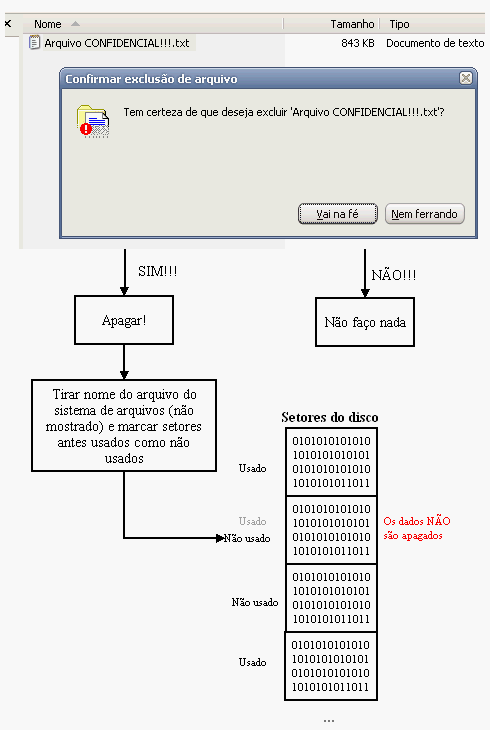 Nome Tamanho Tipo
Arquivo CONFIDENCIAL!!!.txt 843 KB Documento de texto
Confirmar exclusão de arquivo
Tem certeza de que deseja excluir 'Arquivo CONFIDENCIAL!!!.txt'?
Vai na fé Nem ferrando
SIM!!! NÃO!!!
Apagar! Não faço nada
Tirar nome do arquivo do
sistema de arquivos (não
mostrado) e marcar setores
antes usados como não
usados
Setores do disco
Usado
0101010101010
1010101010101
0101010101010
1010101011011
Usado
Não usado
0101010101010
1010101010101
0101010101010
1010101011011
Os dados NÃO
são apagados
Não usado
0101010101010
1010101010101
0101010101010
1010101011011
Usado
0101010101010
1010101010101
0101010101010
1010101011011
...